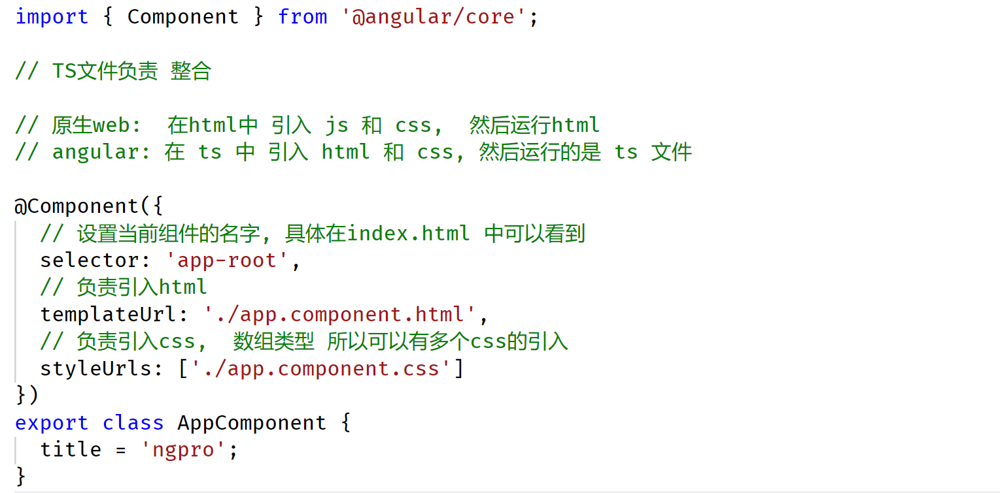 import { Component } from '@angular/core';
// TS文件负责 整合
// 原生web:  在html中 引入 js 和 css,  然后运行html
// angular: 在 ts 中 引入 html 和 css, 然后运行的是 ts 文件
@Component({
  // 设置当前组件的名字, 具体在index.html 中可以看到
  selector: 'app-root',
  // 负责引入html
  templateUrl: './app.component.html',
  // 负责引入css,  数组类型 所以可以有多个css的引入
  styleUrls: ['./app.component.css']
})
export class AppComponent {
  title = 'ngpro';
}